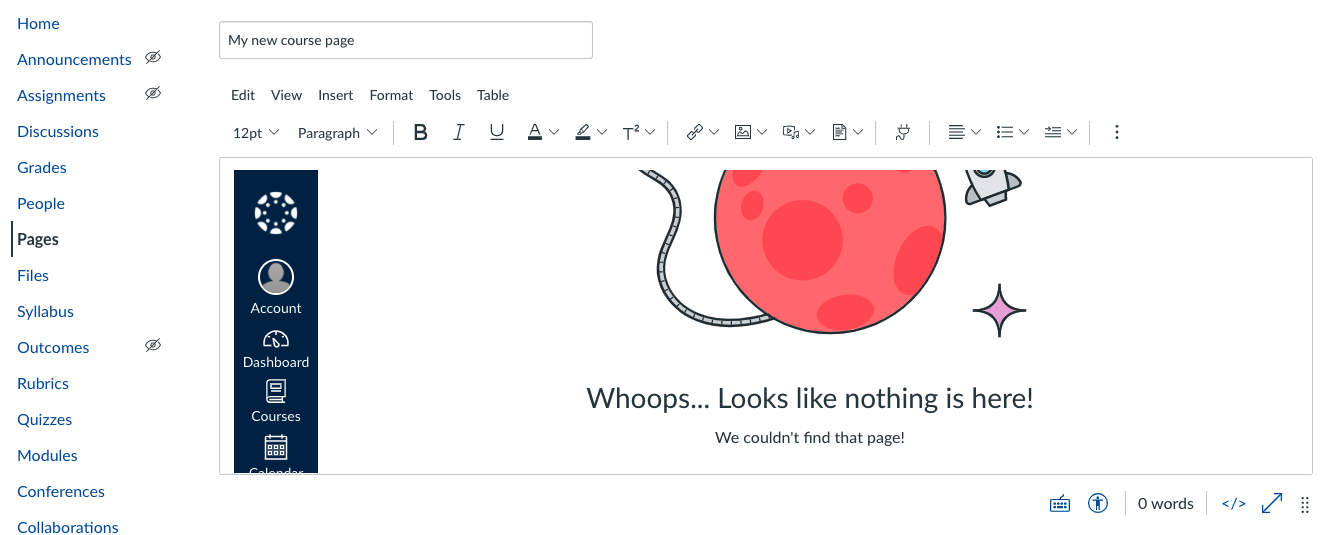 Home
Announcements
Assignments
Discussions
Grades
People
Pages
Files
Syllabus
Outcomes
Rubrics
Quizzes
Modules
Conferences
Collaborations
My new course page
Edit View Insert Format Tools Table
12pt Paragraph B I U A T²
Account
Dashboard
Courses
Calendar
Whoops... Looks like nothing is here!
We couldn't find that page!
0 words </>